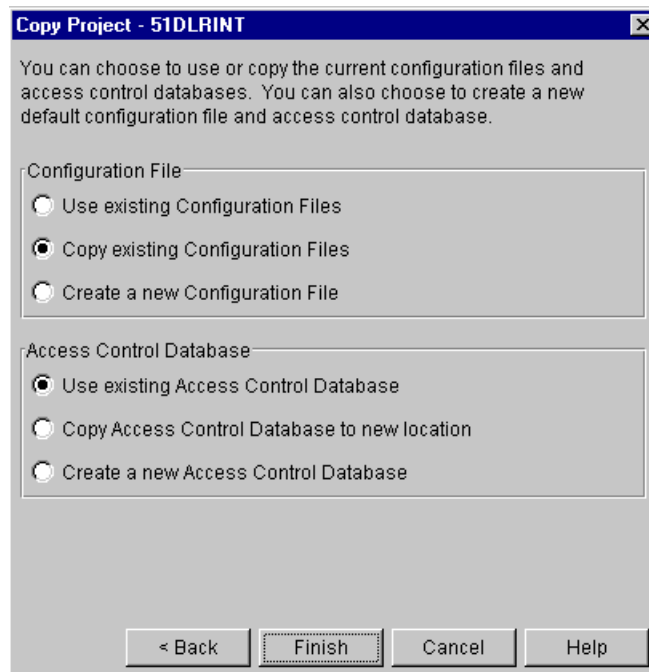 Copy Project - 51DLRINT
You can choose to use or copy the current configuration files and
access control databases. You can also choose to create a new
default configuration file and access control database.
Configuration File
Use existing Configuration Files
Copy existing Configuration Files
Create a new Configuration File
Access Control Database
Use existing Access Control Database
Copy Access Control Database to new location
Create a new Access Control Database
< Back Finish Cancel Help